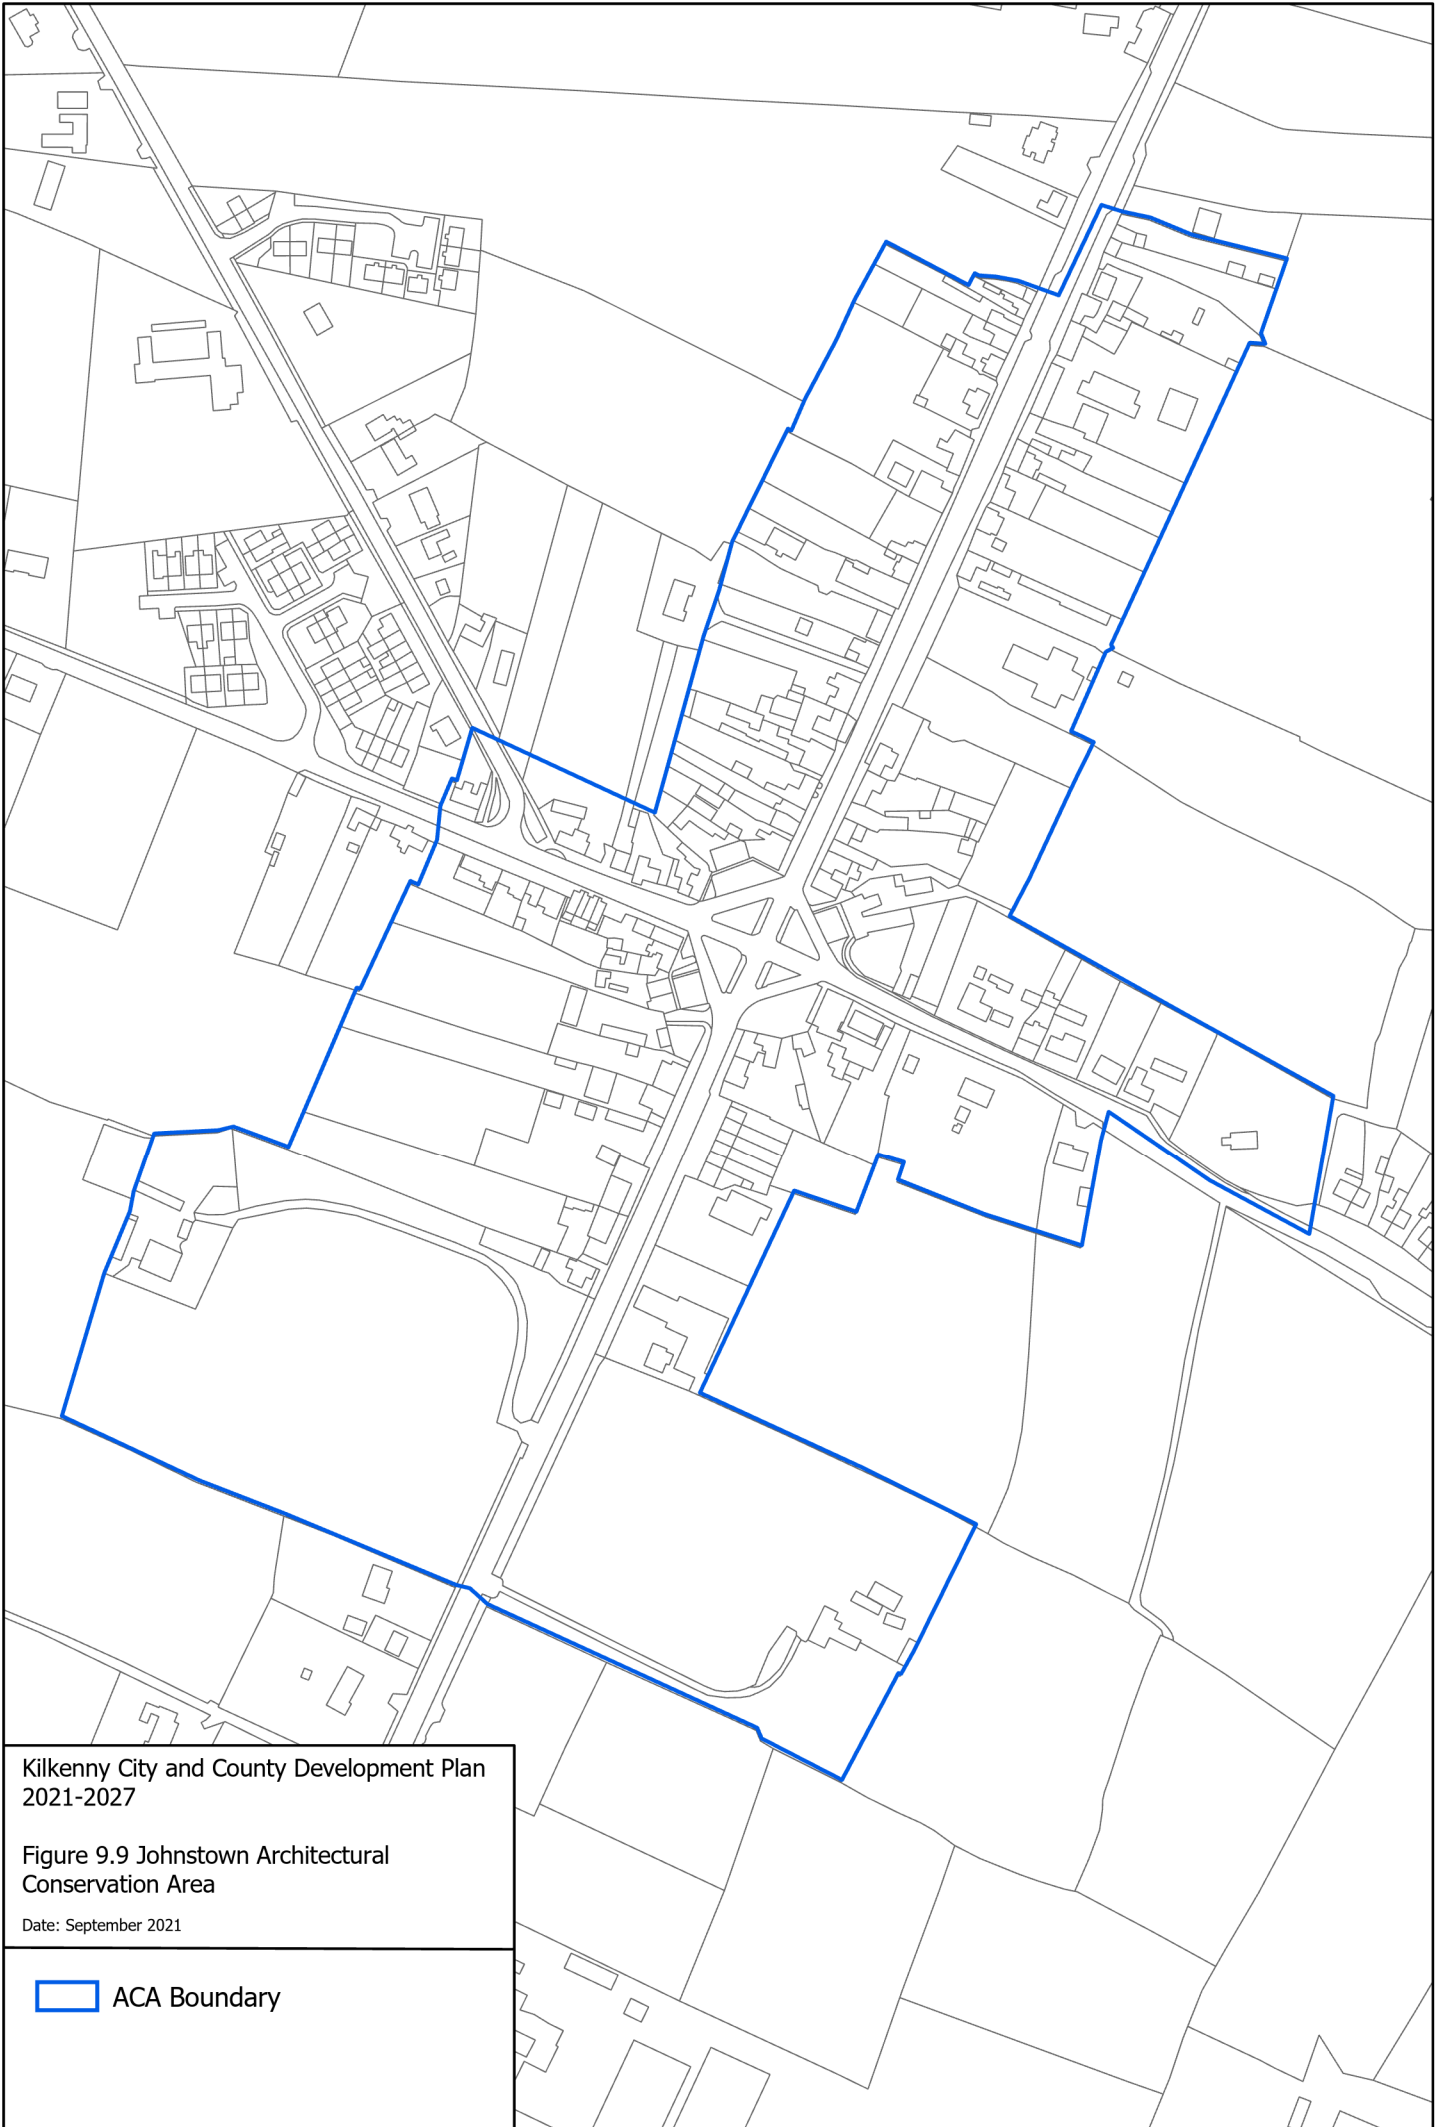 Kilkenny City and County Development Plan
2021-2027
Figure 9.9 Johnstown Architectural
Conservation Area
Date: September 2021
ACA Boundary